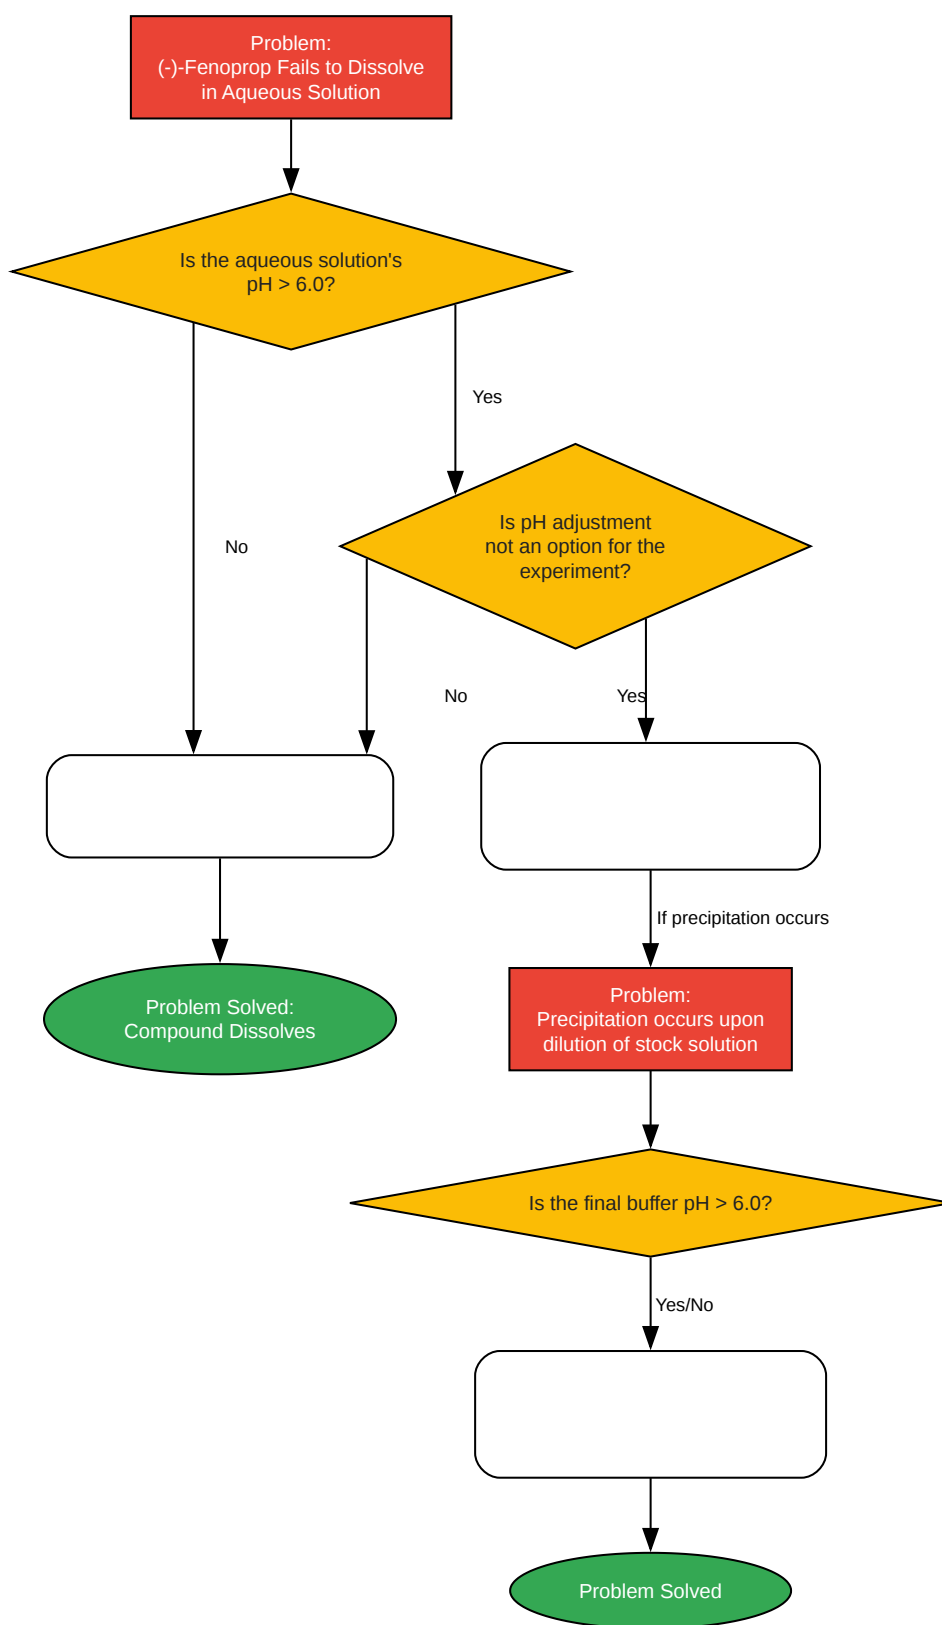 Problem:
(-)-Fenoprop Fails to Dissolve
in Aqueous Solution
Is the aqueous solution's
pH > 6.0?
Yes
Is pH adjustment
not an option for the
experiment?
No
No
Yes
If precipitation occurs
Problem Solved:
Compound Dissolves
Problem:
Precipitation occurs upon
dilution of stock solution
Is the final buffer pH > 6.0?
Yes/No
Problem Solved